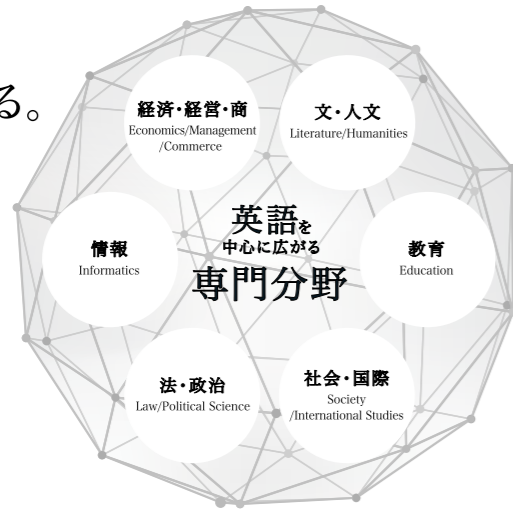 る。
経済・経営・商
Economics/Management
/Commerce
文・人文
Literature/Humanities
英語を
中心に広がる
専門分野
情報
Informatics
教育
Education
法・政治
Law/Political Science
社会・国際
Society
/International Studies